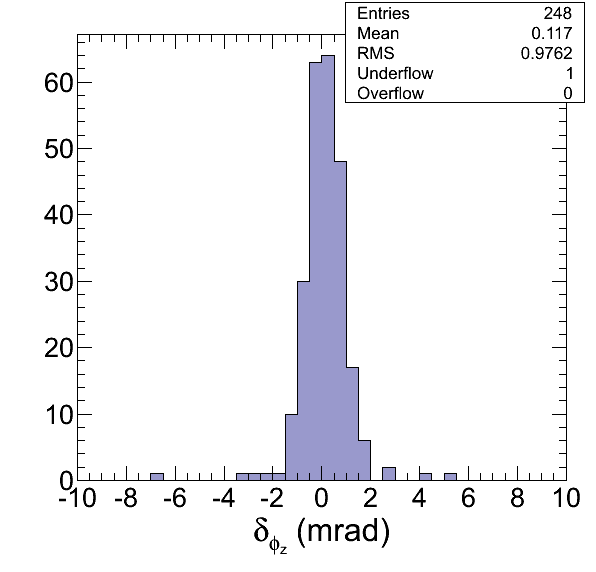 Entries 248
Mean 0.117
RMS 0.9762
Underflow 1
Overflow 0
60
50
40
30
20
10
0
-10 -8 -6 -4 -2 0 2 4 6 8 10
δϕz (mrad)